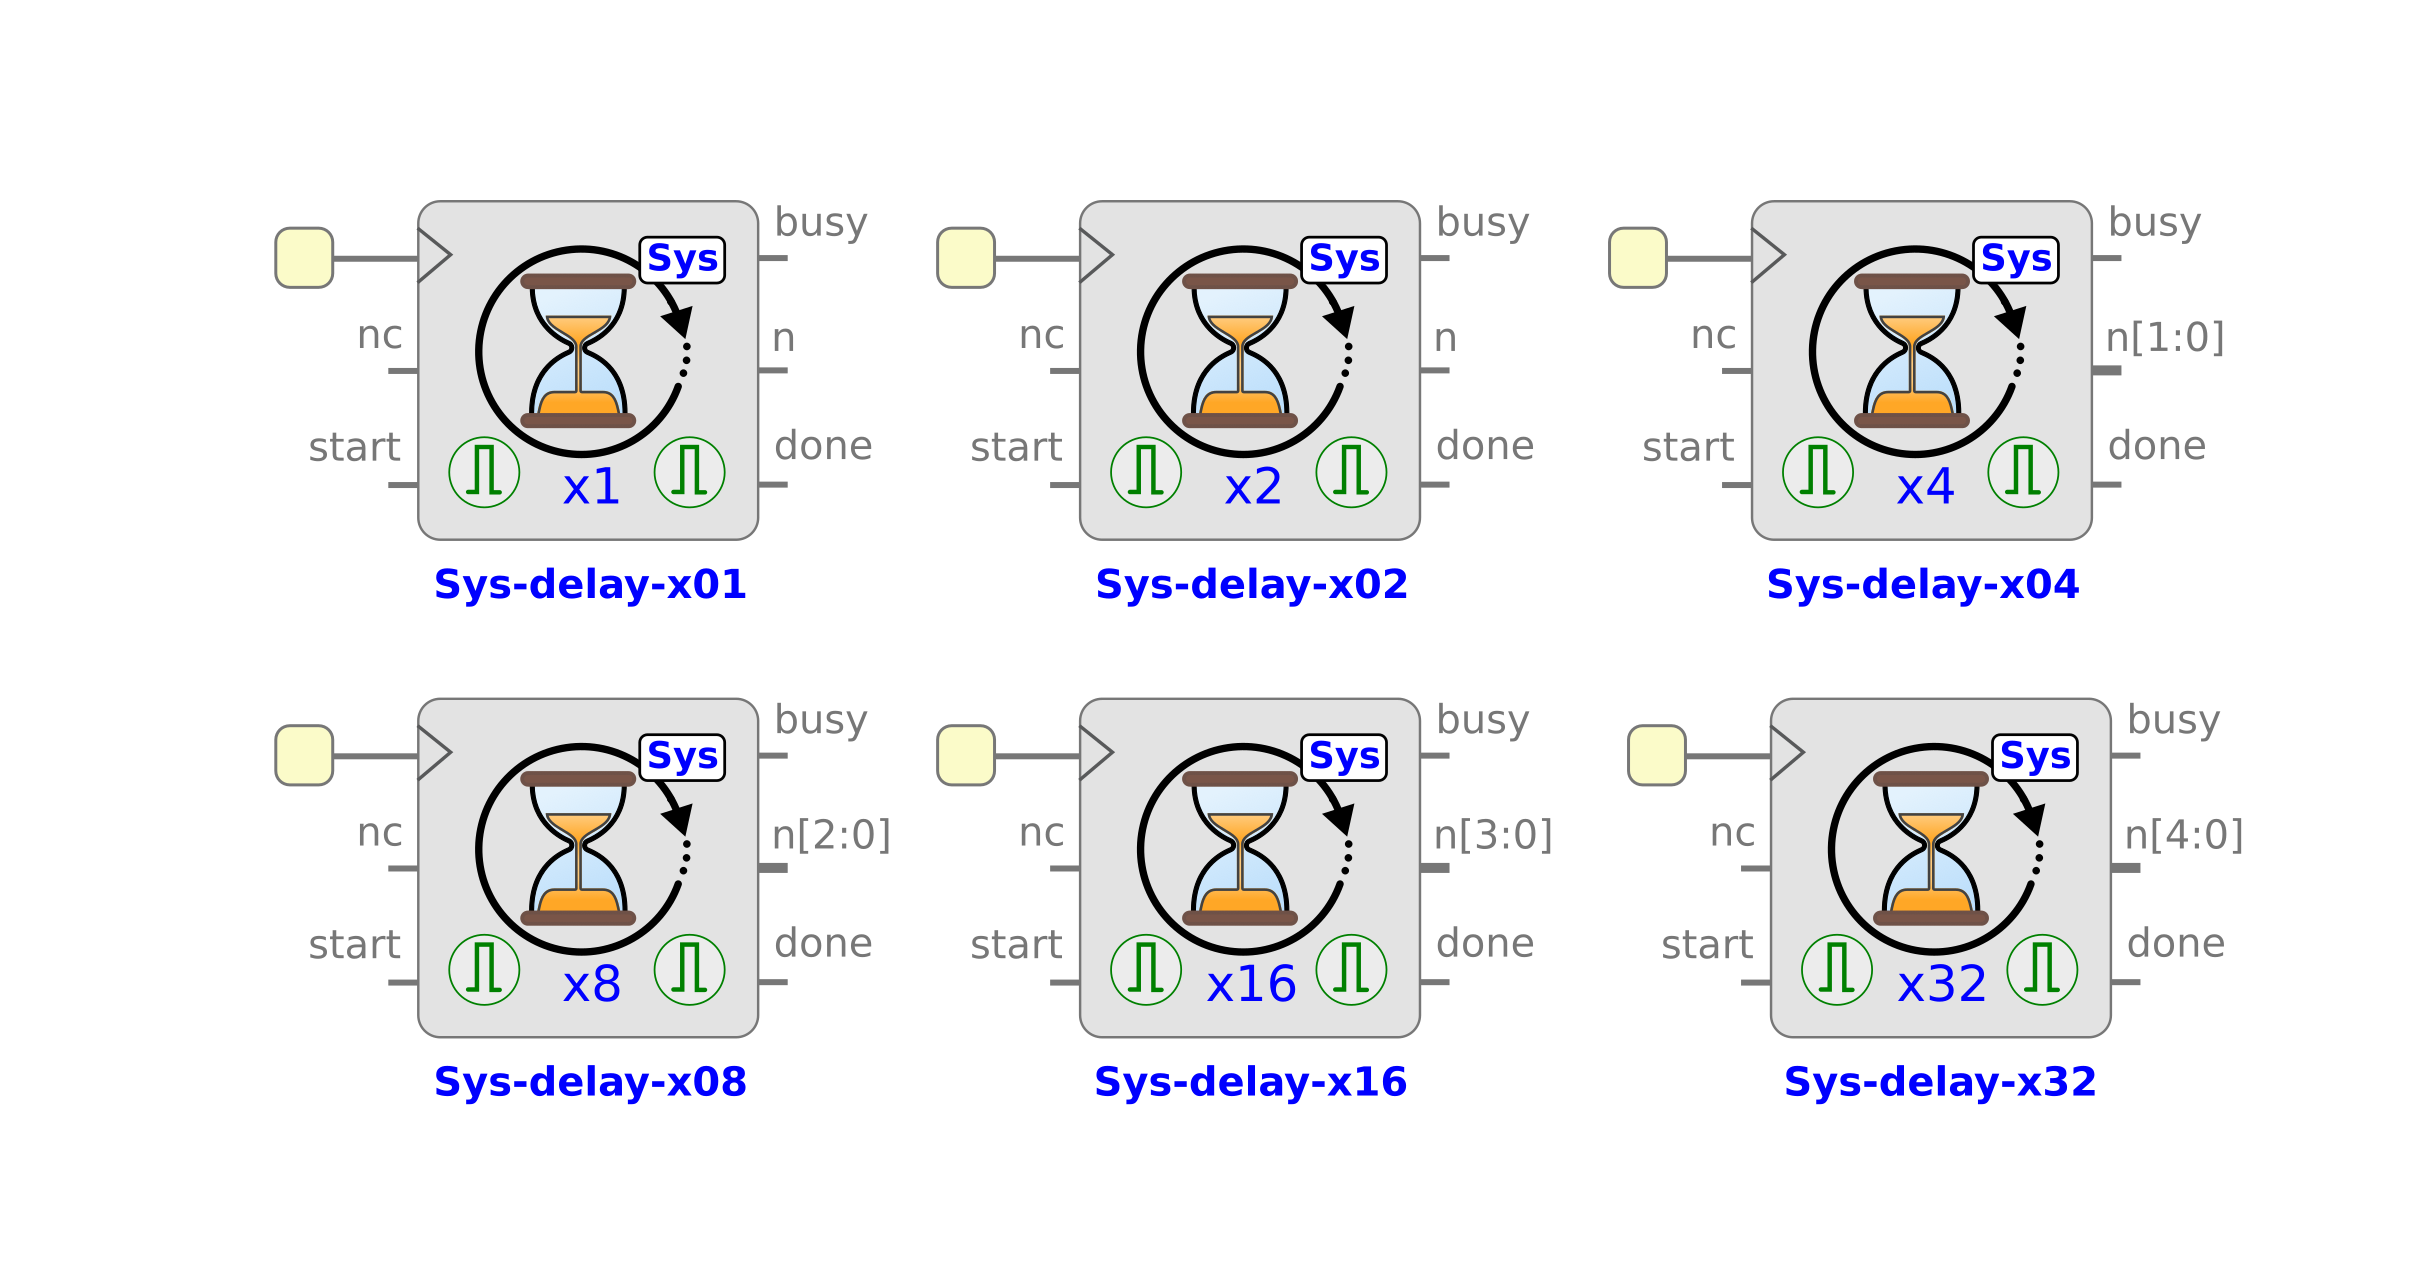 busy
Sys
nc
n
start
done
x1
Sys-delay-x01
busy
Sys
nc
n
start
done
x2
Sys-delay-x02
busy
Sys
nc
n[1:0]
start
done
x4
Sys-delay-x04
busy
Sys
nc
n[2:0]
start
done
x8
Sys-delay-x08
busy
Sys
nc
n[3:0]
start
done
x16
Sys-delay-x16
busy
Sys
nc
n[4:0]
start
done
x32
Sys-delay-x32